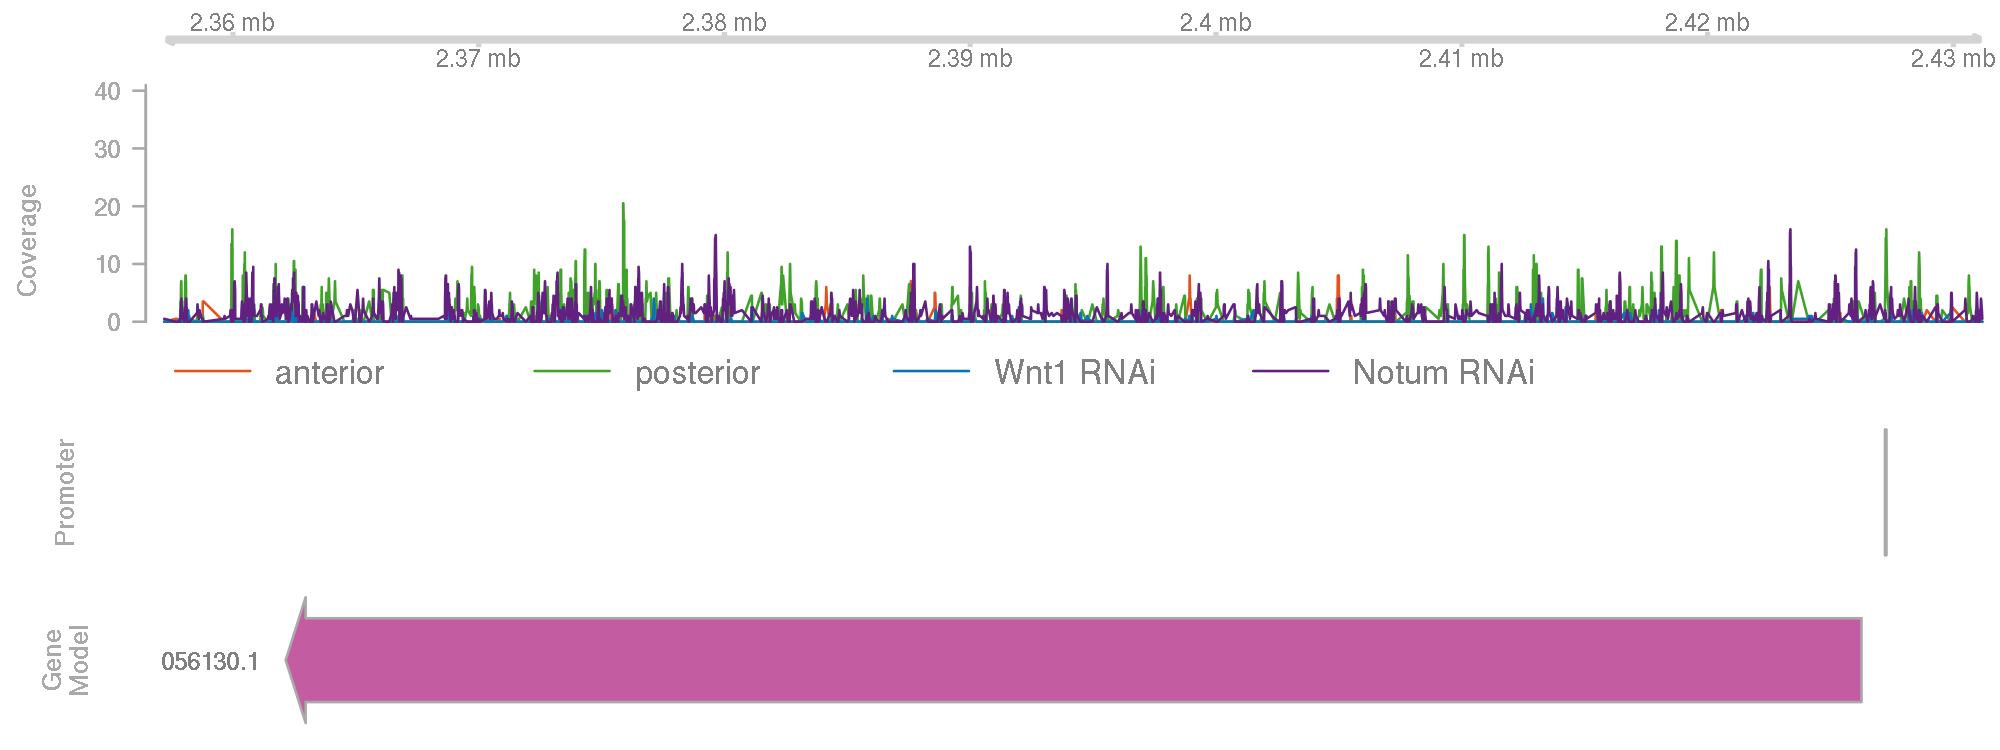 2.36 mb 2.38 mb 2.4 mb 2.42 mb
2.37 mb 2.39 mb 2.41 mb 2.43 mb
Coverage
40
30
20
10
0
anterior posterior Wnt1 RNAi Notum RNAi
Promoter
0
Gene
Model
056130.1